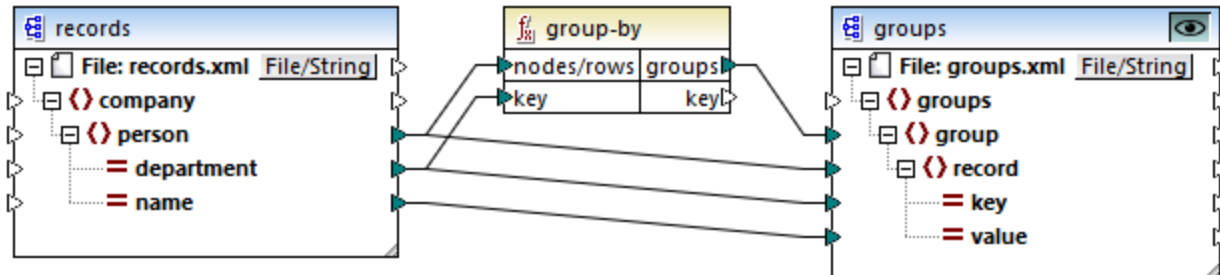 records
File: records.xml File/String
company
person
department
name
fx group-by
nodes/rows groups
key key
groups
File: groups.xml File/String
groups
group
record
key
value